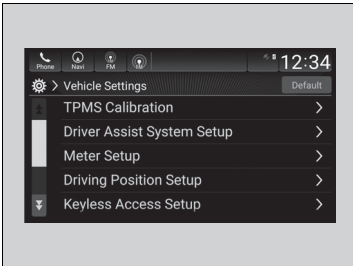 Phone Navi FM
12:34
Vehicle Settings
Default
TPMS Calibration
Driver Assist System Setup
Meter Setup
Driving Position Setup
Keyless Access Setup